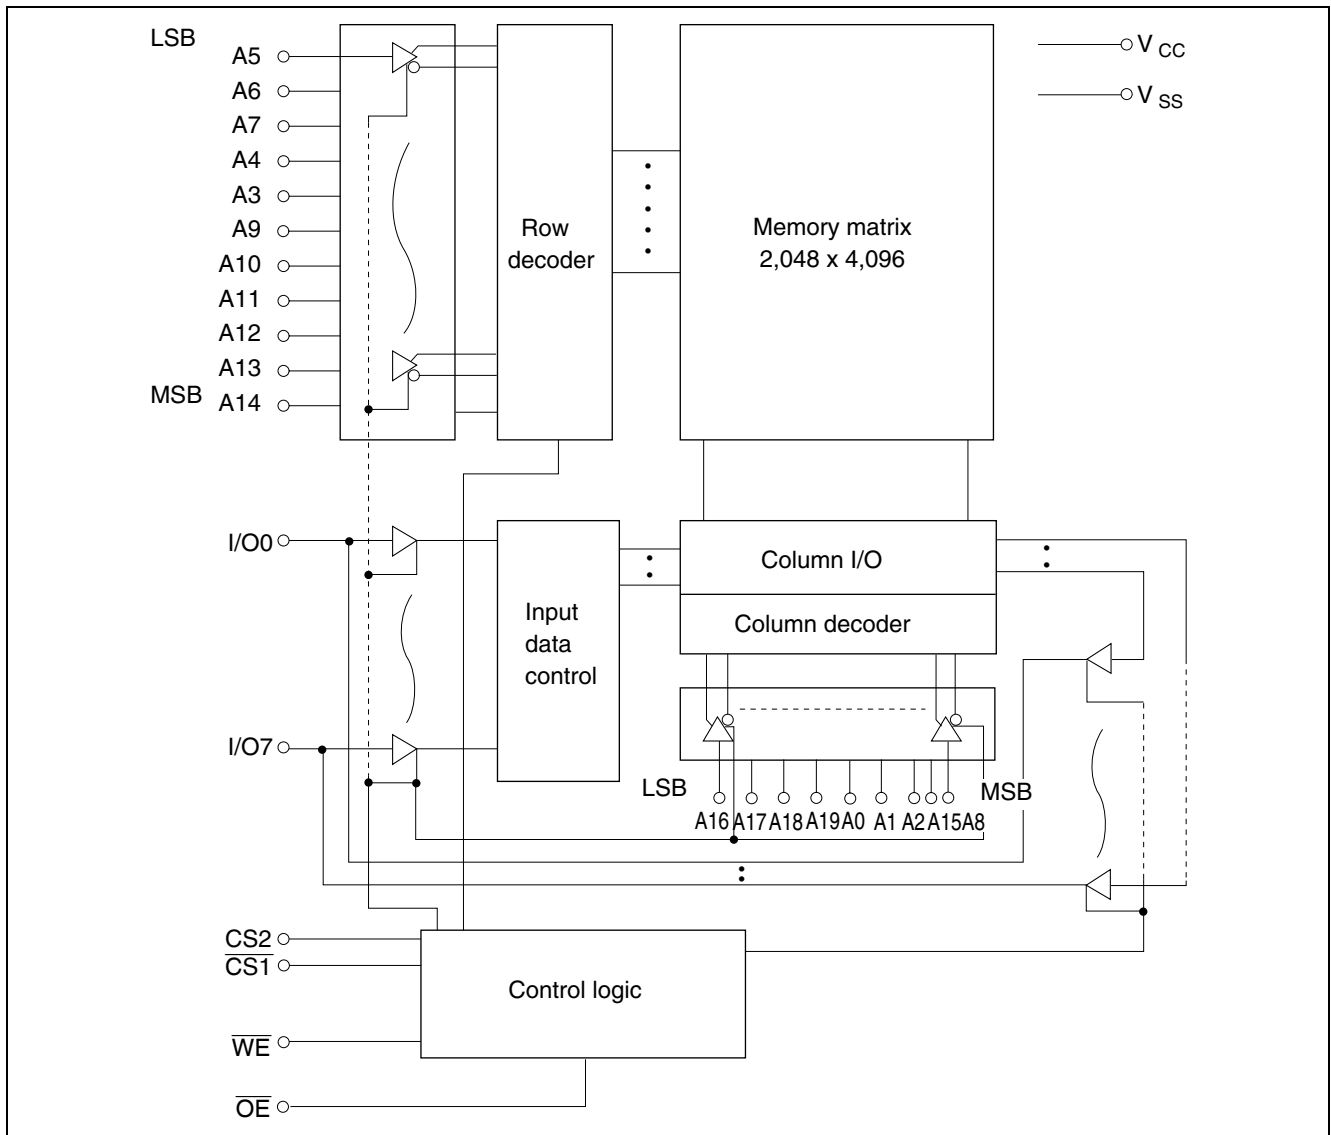 LSB
A5
A6
A7
A4
A3
A9
A10
A11
A12
A13
MSB
A14
Row
decoder
Memory matrix
2,048 x 4,096
V CC
V SS
I/O0
I/O7
Input
data
control
Column I/O
Column decoder
LSB
MSB
A16 A17 A18 A19 A0 A1 A2 A15 A8
CS2
CS1
WE
OE
Control logic